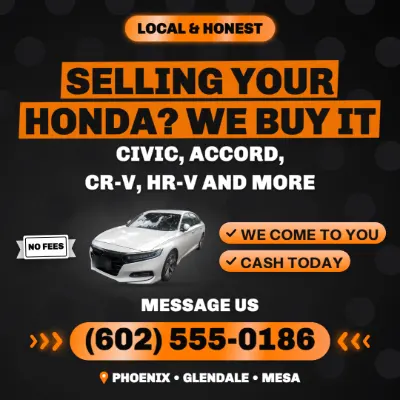 LOCAL & HONEST
SELLING YOUR
HONDA? WE BUY IT
CIVIC, ACCORD,
CR-V, HR-V AND MORE
NO FEES
✓ WE COME TO YOU
✓ CASH TODAY
MESSAGE US
(602) 555-0186
PHOENIX • GLENDALE • MESA